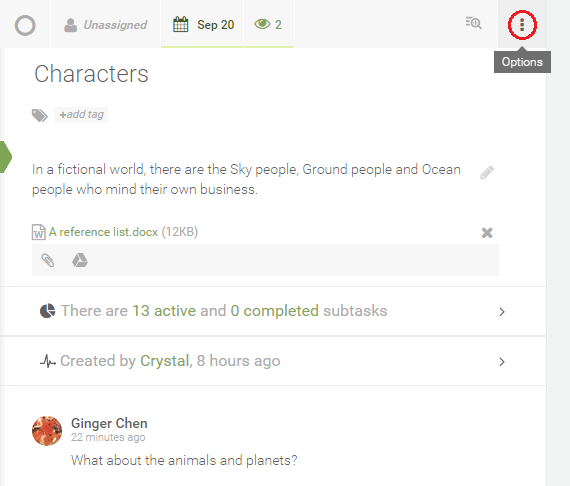 Unassigned
Sep 20
2
Options
Characters
+add tag
In a fictional world, there are the Sky people, Ground people and Ocean
people who mind their own business.
W A reference list.docx (12KB)
There are 13 active and 0 completed subtasks
Created by Crystal, 8 hours ago
Ginger Chen
22 minutes ago
What about the animals and planets?